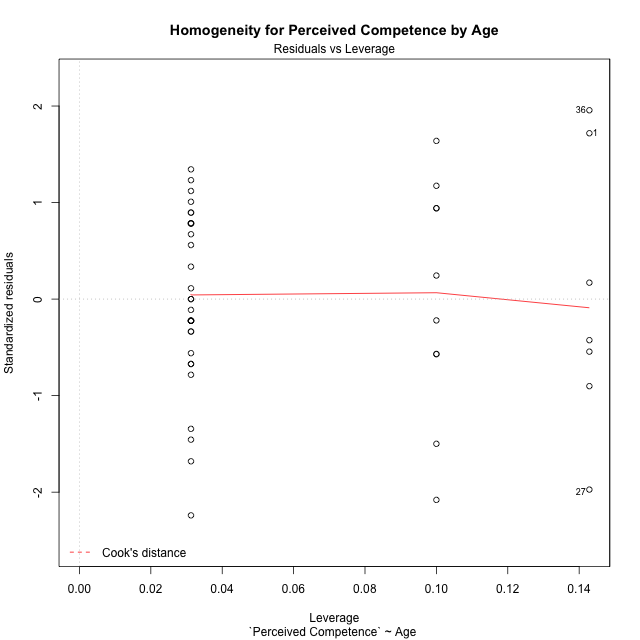 Homogeneity for Perceived Competence by Age
Residuals vs Leverage
Standardized residuals
2
1
0
-1
-2
36
1
27
Cook's distance
0.00 0.02 0.04 0.06 0.08 0.10 0.12 0.14
Leverage
`Perceived Competence` ~ Age